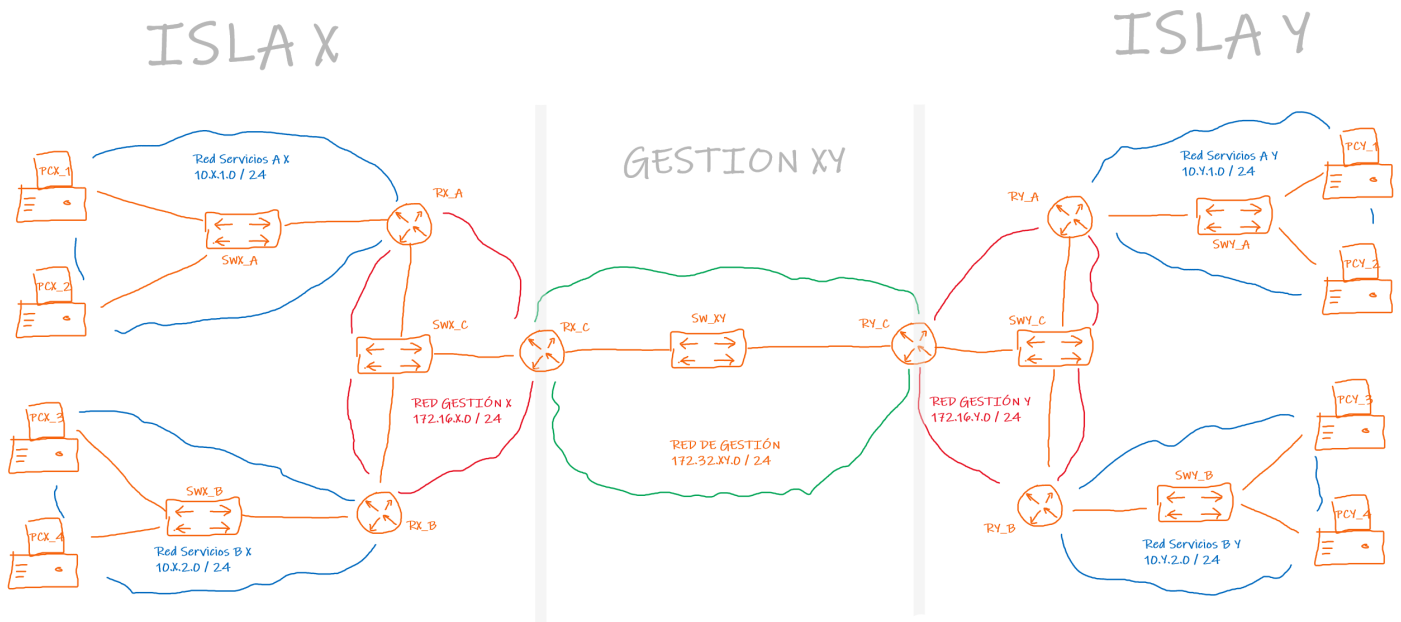 ISLA X
ISLA Y
GESTION XY
PCX_1
Red Servicios A X
10.X.1.0 / 24
RX_A
SWX_A
PCX_2
SWX_C
RX_C
RED GESTIÓN X
172.16.X.0 / 24
PCX_3
SWX_B
PCX_4
Red Servicios B X
10.X.2.0 / 24
RX_B
SW_XY
RED DE GESTIÓN
172.32.XY.0 / 24
RY_C
SWY_C
RED GESTIÓN Y
172.16.Y.0 / 24
RY_A
Red Servicios A Y
10.Y.1.0 / 24
SWY_A
PCY_1
PCY_2
PCY_3
SWY_B
PCY_4
RY_B
Red Servicios B Y
10.Y.2.0 / 24